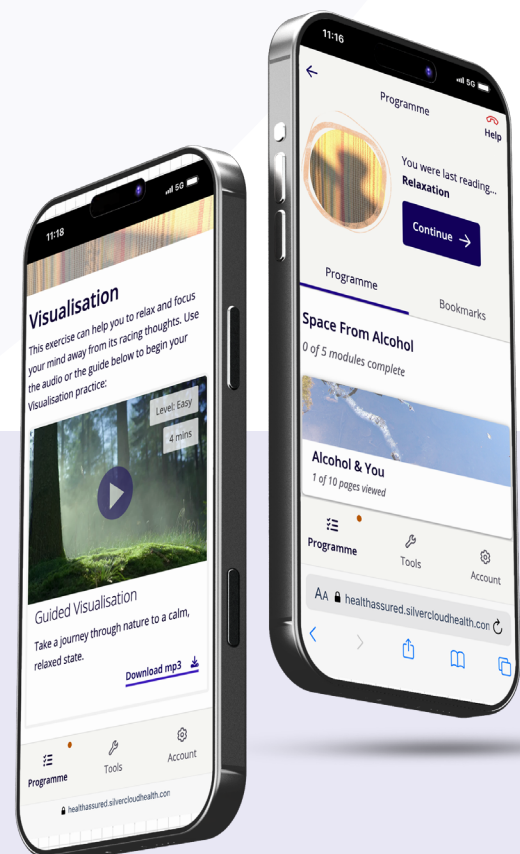 11:18
5G
Visualisation
This exercise can help you to relax and focus
your mind away from its racing thoughts. Use
the audio or the guide below to begin your
Visualisation practice:
Level: Easy
4 mins
Guided Visualisation
Take a journey through nature to a calm,
relaxed state.
Download mp3
Programme
Tools
Account
healthassured.silvercloudhealth.com
11:16
5G
Programme
Help
You were last reading...
Relaxation
Continue
Programme
Bookmarks
Space From Alcohol
0 of 5 modules complete
Alcohol & You
1 of 10 pages viewed
Programme
Tools
Account
AA healthassured.silvercloudhealth.com